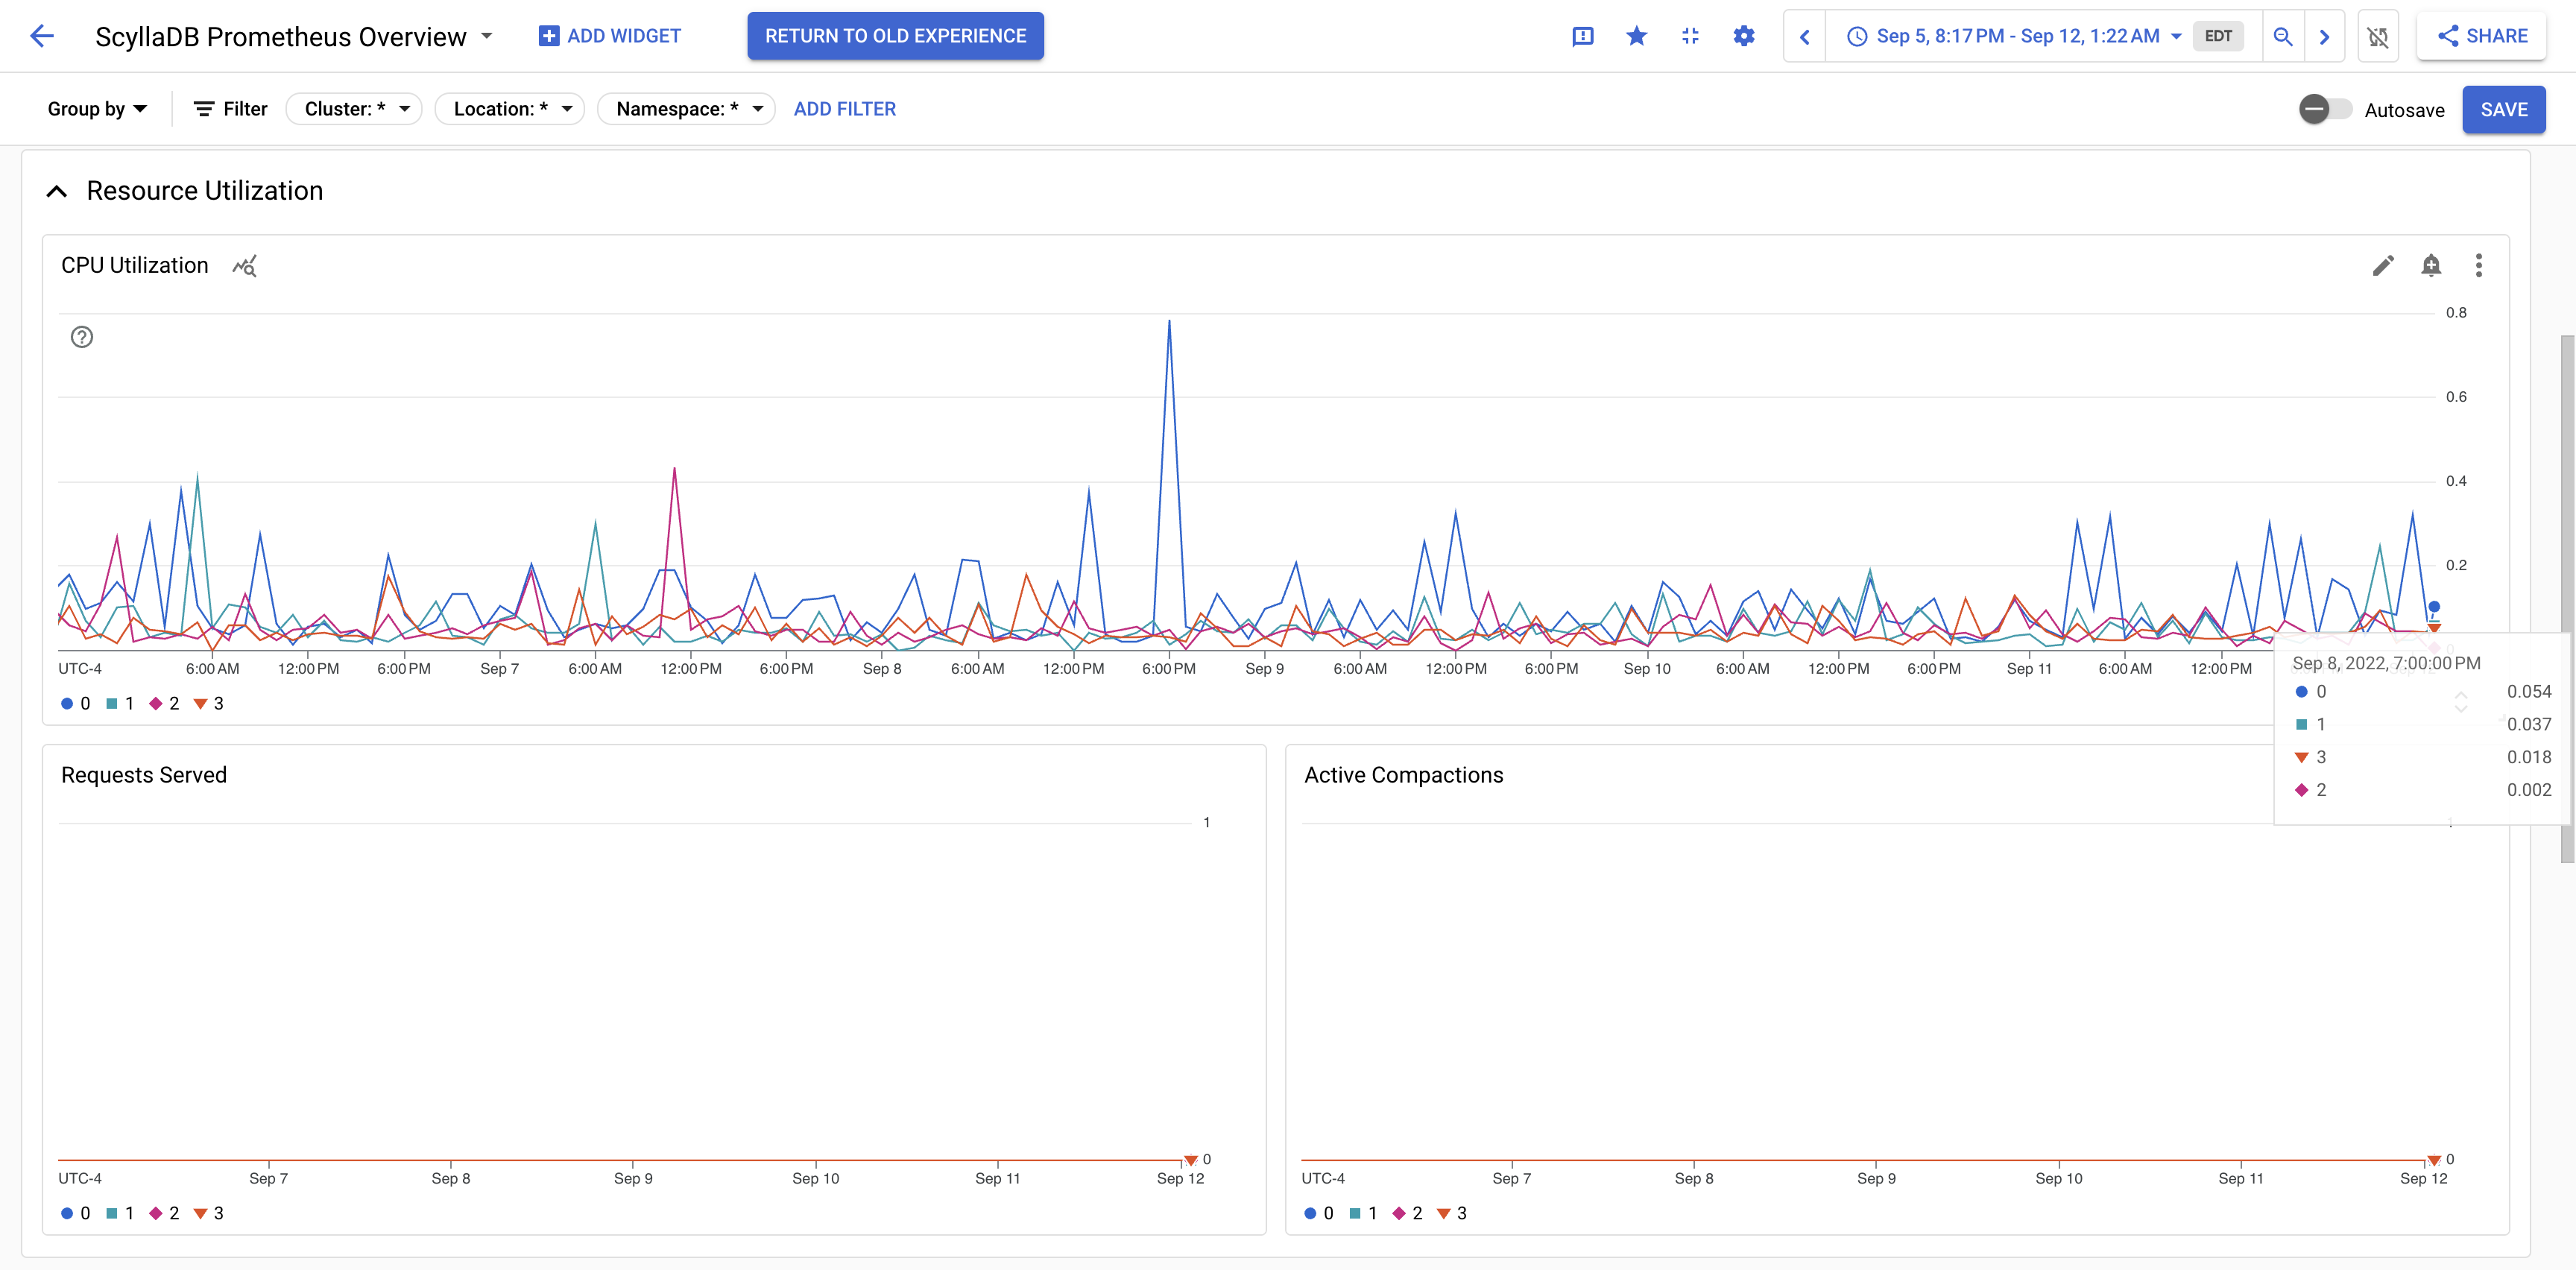 ScyllaDB Prometheus Overview ADD WIDGET RETURN TO OLD EXPERIENCE Sep 5, 8:17 PM - Sep 12, 1:22 AM EDT SHARE
Group by Filter Cluster: * Location: * Namespace: * ADD FILTER Autosave SAVE
Resource Utilization
CPU Utilization
0.8
0.6
0.4
0.2
0
UTC-4 6:00 AM 12:00 PM 6:00 PM Sep 7 6:00 AM 12:00 PM 6:00 PM Sep 8 6:00 AM 12:00 PM 6:00 PM Sep 9 6:00 AM 12:00 PM 6:00 PM Sep 10 6:00 AM 12:00 PM 6:00 PM Sep 11 6:00 AM 12:00 PM
0 1 2 3
Sep 8, 2022, 7:00:00 PM
0 0.054
1 0.037
3 0.018
2 0.002
Requests Served
1
0
UTC-4 Sep 7 Sep 8 Sep 9 Sep 10 Sep 11 Sep 12
0 1 2 3
Active Compactions
1
0
UTC-4 Sep 7 Sep 8 Sep 9 Sep 10 Sep 11 Sep 12
0 1 2 3